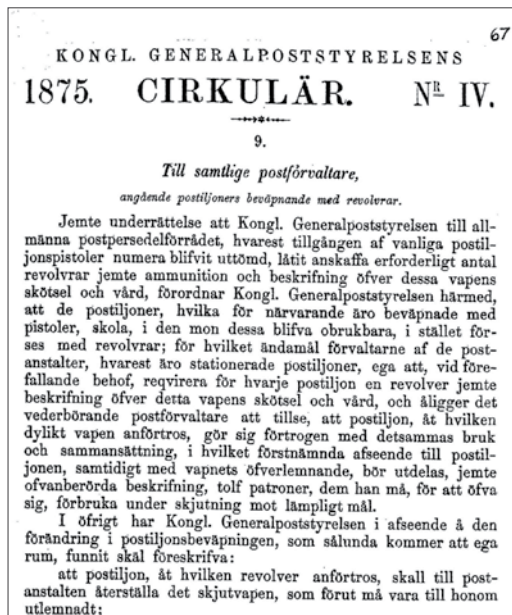 67
KONGL. GENERALPOSTSTYRELSENS
1875. CIRKULÄR. NR IV.
9.
Till samtlige postförvaltare,
angående postiljoners beväpnande med revolvrar.
Jemte underrättelse att Kongl. Generalpoststyrelsen till all-
männa postpersedelförrådet, hvarest tillgången af vanliga postil-
jonspistoler numera blifvit uttömd, låtit anskaffa erforderligt antal
revolvrar jemte ammunition och beskrifning öfver dessa vapens
skötsel och vård, förordnar Kongl. Generalpoststyrelsen härmed,
att de postiljoner, hvilka för närvarande äro beväpnade med
pistoler, skola, i den mon dessa blifva obrukbara, i stället för-
ses med revolvrar; för hvilket ändamål förvaltarne af de post-
anstalter, hvarest äro stationerade postiljoner, ega att, vid före-
fallande behof, reqvirera för hvarje postiljon en revolver jemte
beskrifning öfver detta vapens skötsel och vård, och åligger det
vederbörande postförvaltare att tillse, att postiljon, åt hvilken
dylikt vapen anförtros, gör sig förtrogen med detsammas bruk
och sammansättning, i hvilket förstnämnda afseende till postil-
jonen, samtidigt med vapnets öfverlemnande, bör utdelas, jemte
ofvanberörda beskrifning, tolf patroner, dem han må, för att öfva
sig, förbruka under skjutning mot lämpligt mål.
I öfrigt har Kongl. Generalpoststyrelsen i afseende å den
förändring i postiljonsbeväpningen, som sålunda kommer att ega
rum, funnit skäl föreskrifva:
att postiljon, åt hvilken revolver anförtros, skall till post-
anstalten återställa det skjutvapen, som förut må vara till honom
utlemnadt;